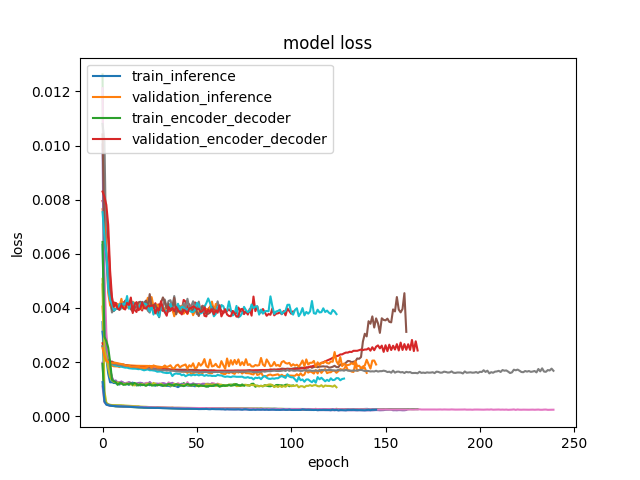 model loss
train_inference
validation_inference
train_encoder_decoder
validation_encoder_decoder
0.012
0.010
0.008
0.006
0.004
0.002
0.000
loss
0 50 100 150 200 250
epoch